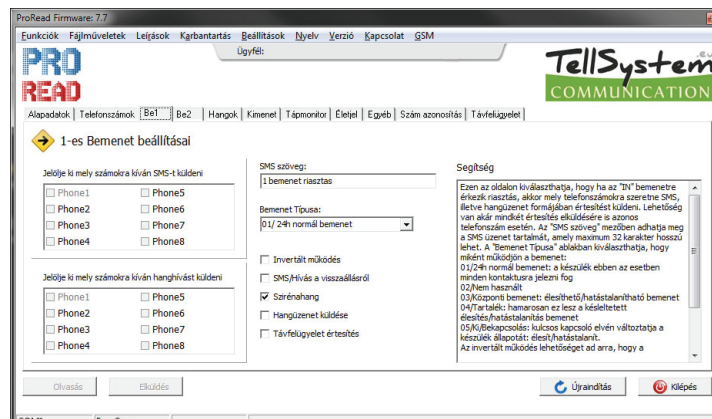 ProRead Firmware: 7.7
Funkciók Fájlműveletek Leírások Karbantartás Beállítások Nyelv Verzió Kapcsolat GSM
Ügyfél:
PRO
READ
TellSystem.eu
COMMUNICATION
Alapadatok Telefonszámok Be1 Be2 Hangok Kimenet Tápmonitor Életjel Egyéb Szám azonosítás Távfelügyelet
1-es Bemenet beállításai
Jelölje ki mely számokra kíván SMS-t küldeni
Phone1 Phone5
Phone2 Phone6
Phone3 Phone7
Phone4 Phone8
Jelölje ki mely számokra kíván hanghívást küldeni
Phone1 Phone5
Phone2 Phone6
Phone3 Phone7
Phone4 Phone8
SMS szöveg:
1 bemenet riasztas
Bemenet Típusa:
01/ 24h normál bemenet
Invertált működés
SMS/Hívás a visszaállásról
Szirénahang
Hangüzenet küldése
Távfelügyelet értesítés
Segítség
Ezen az oldalon kiválaszthatja, hogy ha az "IN" bemenetre
érkezik riasztás, akkor mely telefonszámokra szeretne SMS,
illetve hangüzenet formájában értesítést küldeni. Lehetőség
van akár mindkét értesítés elküldésére is azonos
telefonszám esetén. Az "SMS szöveg" mezőben adhatja meg
a SMS üzenet tartalmát, amely maximum 32 karakter hosszú
lehet. A "Bemenet Típusa" ablakban kiválaszthatja, hogy
miként működjön a bemenet:
01/24h normál bemenet: a készülék ebben az esetben
minden kontaktusra jelezni fog
02/Nem használt
03/Központi bemenet: élesíthető/hatástalanítható bemenet
04/Tartalék: hamarosan ez lesz a késleltetett
élesítés/hatástalanítás bemenet
05/Ki/Bekapcsolás: kulcsos kapcsoló elvén változtatja a
készülék állapotát: élesít/hatástalanít.
Az invertált működés lehetőséget ad arra, hogy a
Olvasás Elküldés Újraindítás Kilépés